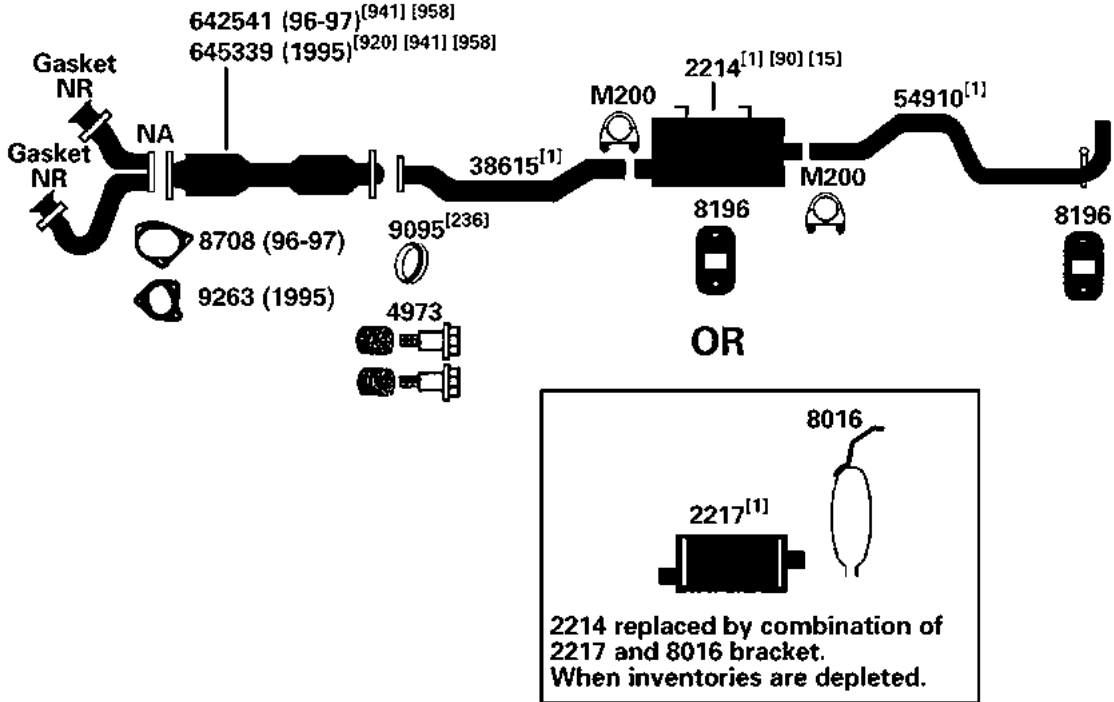 642541 (96-97)[941] [958]
645339 (1995)[920] [941] [958]
Gasket
NR
NA
Gasket
NR
8708 (96-97)
9263 (1995)
38615[1]
9095[236]
4973
M200
2214[1] [90] [15]
54910[1]
M200
8196
8196
OR
8016
2217[1]
2214 replaced by combination of
2217 and 8016 bracket.
When inventories are depleted.